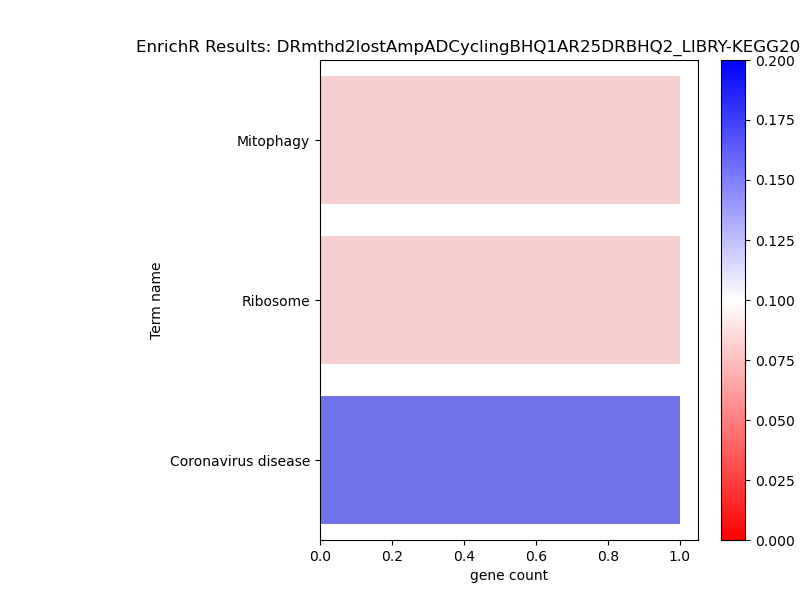 EnrichR Results: DRmthd2lostAmpADCyclingBHQ1AR25DRBHQ2_LIBRY-KEGG20
Term name
Mitophagy
Ribosome
Coronavirus disease
0.0 0.2 0.4 0.6 0.8 1.0
gene count
0.200
0.175
0.150
0.125
0.100
0.075
0.050
0.025
0.000